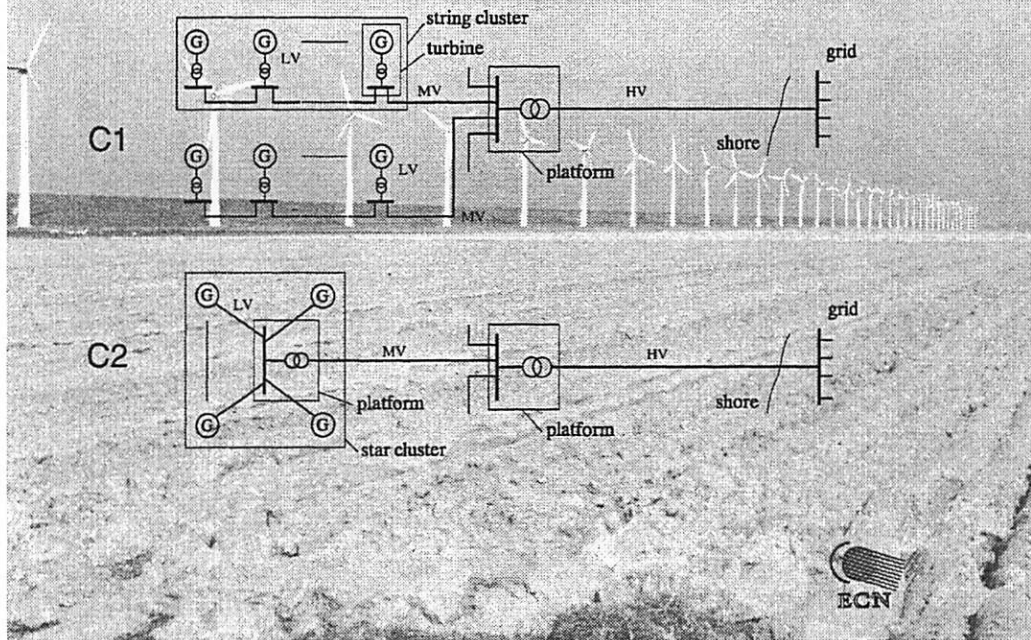 string cluster
G G G
LV
turbine
MV
HV
grid
C1
shore
platform
G G G
LV
MV
G G
LV
grid
C2
MV
HV
platform
shore
platform
G G
star cluster
ECN